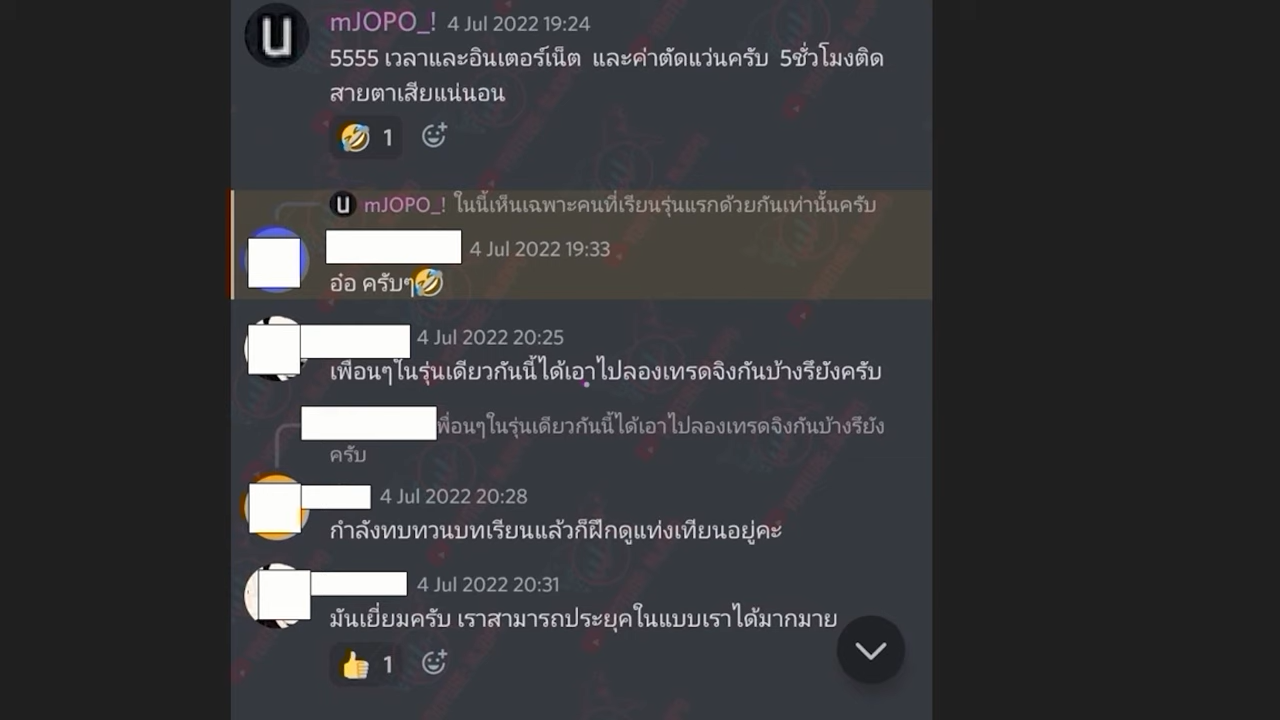 mJOPO_! 4 Jul 2022 19:24
5555 เวลาและอินเตอร์เน็ต และค่าตัดแว่นครับ 5ชั่วโมงติด
สายตาเสียแน่นอน
🤣 1
U mJOPO_! ในนี้เห็นเฉพาะคนที่เรียนรุ่นแรกด้วยกันเท่านั้นครับ
4 Jul 2022 19:33
อ๋อ ครับๆ🤣
4 Jul 2022 20:25
เพื่อนๆในรุ่นเดียวกันนี้ได้เอาไปลองเทรดจิงกันบ้างรึยังครับ
พื่อนๆในรุ่นเดียวกันนี้ได้เอาไปลองเทรดจิงกันบ้างรึยัง
ครับ
4 Jul 2022 20:28
กำลังทบทวนบทเรียนแล้วก็ฝึกดูแท่งเทียนอยู่คะ
4 Jul 2022 20:31
มันเยี่ยมครับ เราสามารถประยุคในแบบเราได้มากมาย
👍 1